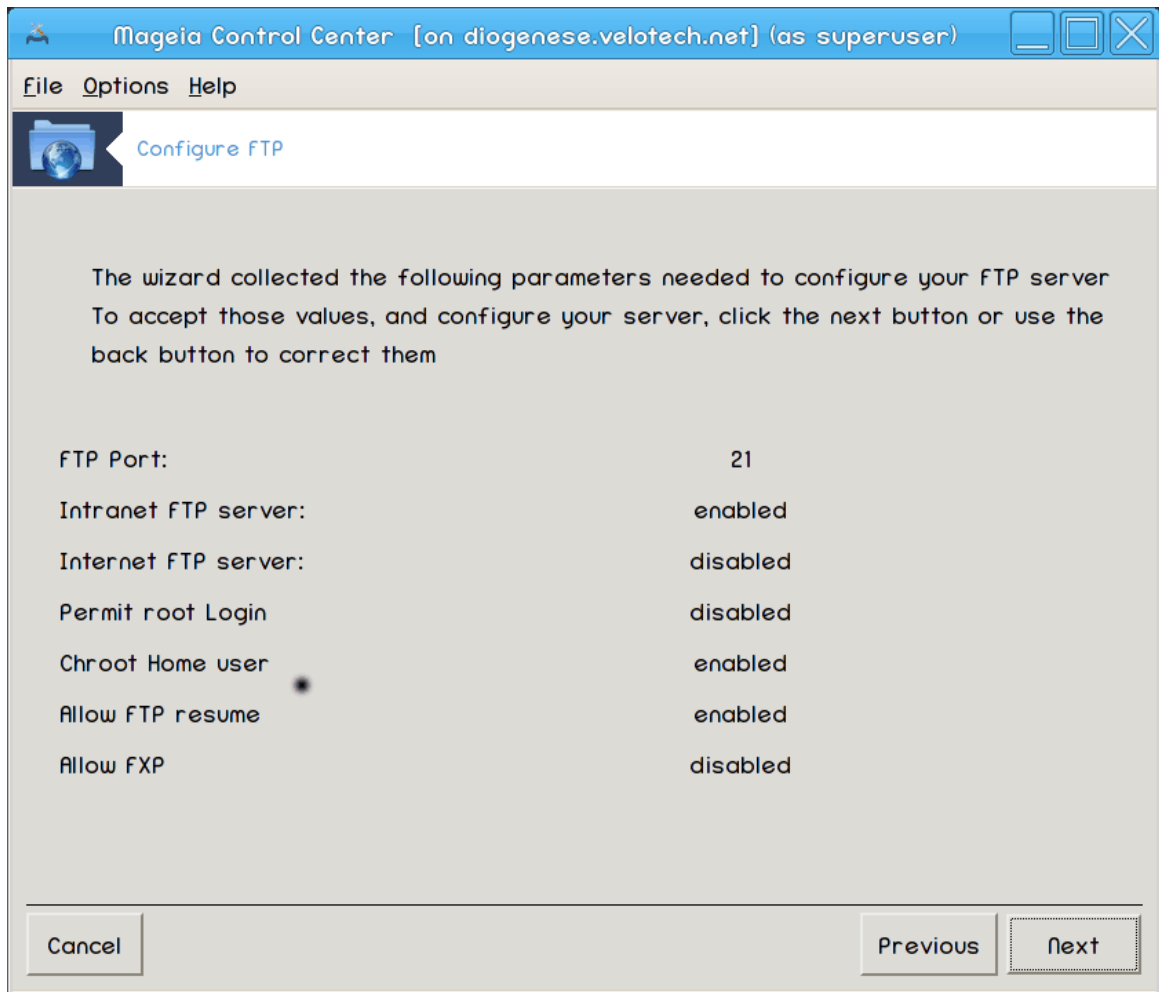 Mageia Control Center [on diogenese.velotech.net] (as superuser)
File Options Help
Configure FTP
The wizard collected the following parameters needed to configure your FTP server
To accept those values, and configure your server, click the next button or use the
back button to correct them
FTP Port: 21
Intranet FTP server: enabled
Internet FTP server: disabled
Permit root Login disabled
Chroot Home user enabled
Allow FTP resume enabled
Allow FXP disabled
Cancel Previous Next